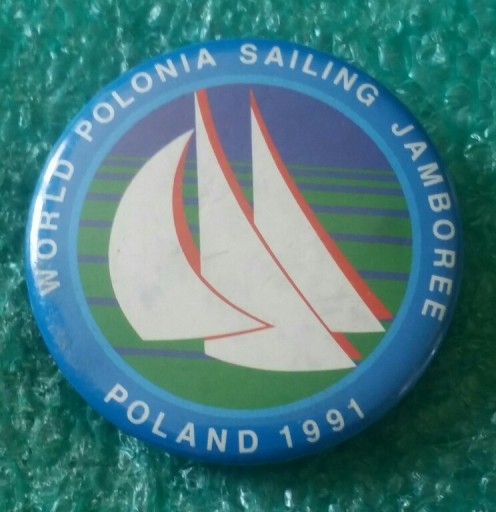 WORLD POLONIA SAILING JAMBOREE
POLAND 1991